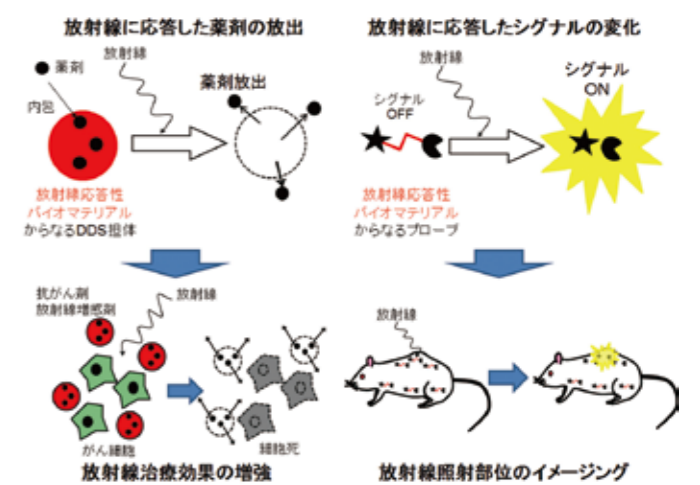 放射線に応答した薬剤の放出
放射線
薬剤
内包
薬剤放出
放射線応答性
バイオマテリアル
からなるDDS担体
抗がん剤
放射線増感剤
放射線
がん細胞
細胞死
放射線治療効果の増強
放射線に応答したシグナルの変化
放射線
シグナル
OFF
シグナル
ON
放射線応答性
バイオマテリアル
からなるプローブ
放射線
放射線照射部位のイメージング